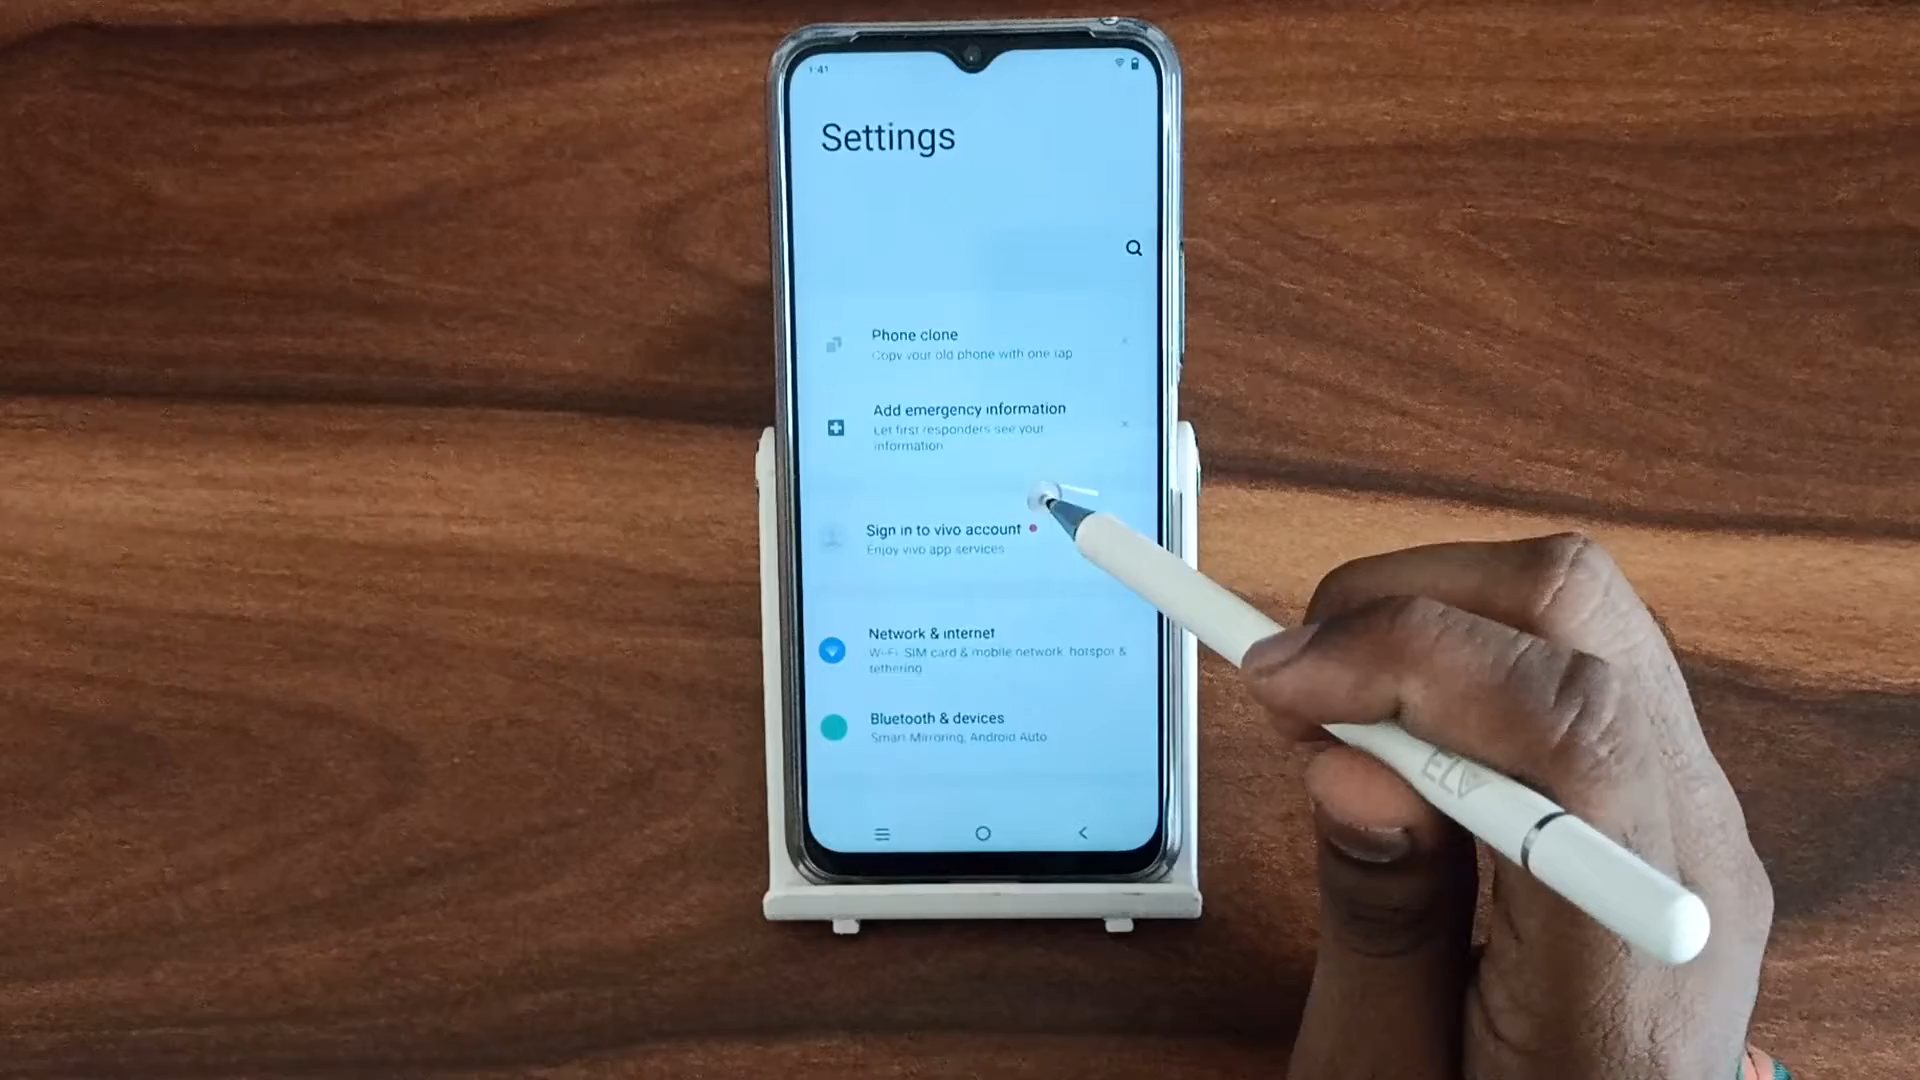 1:41
Settings
Phone clone
Copy your old phone with one tap
Add emergency information
Let first responders see your
information
Sign in to vivo account
Enjoy vivo app services
Network & internet
Wi-Fi, SIM card & mobile network, hotspot &
tethering
Bluetooth & devices
Smart Mirroring, Android Auto